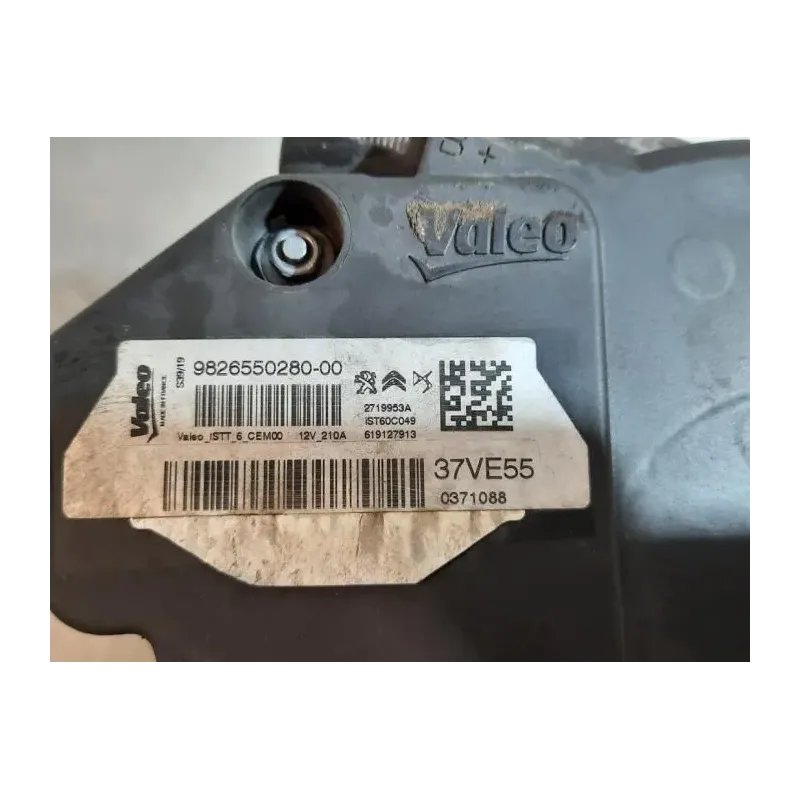 D +
Valeo
Valeo
MADE IN FRANCE
S39/19
9826550280-00
Valeo_ISTT_6_CEM00 12V_210A
2719953A
IST60C049
619127913
37VE55
0371088